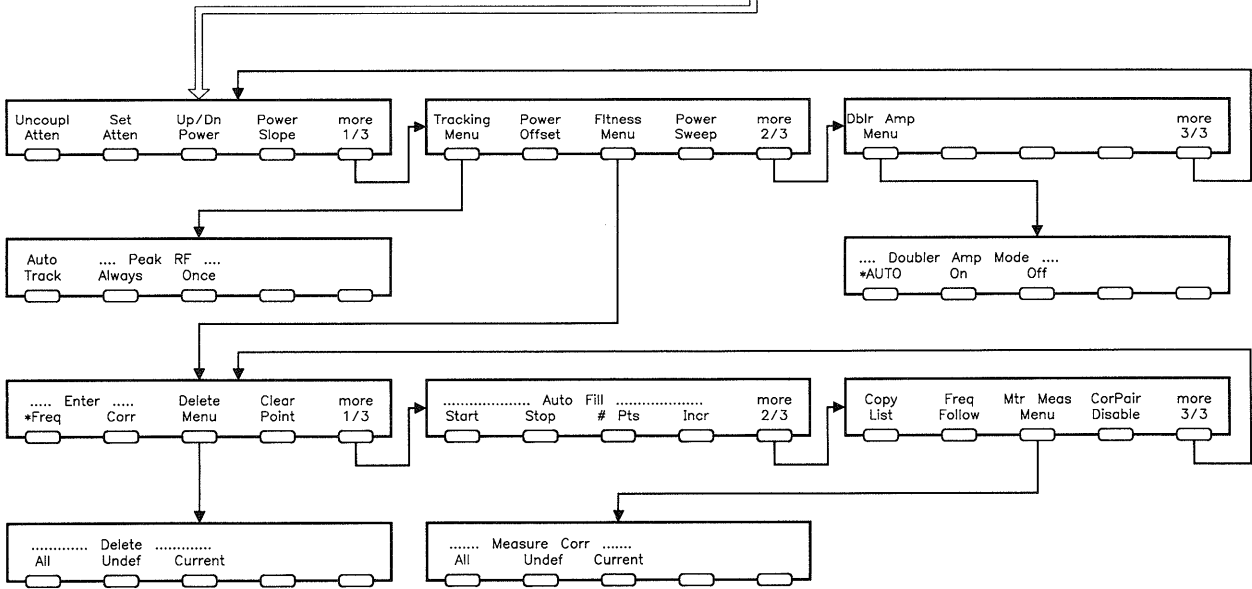 Uncoupl Set Up/Dn Power more
Atten Atten Power Slope 1/3
Tracking Power Fltness Power more
Menu Offset Menu Sweep 2/3
Dblr Amp more
Menu 3/3
Auto .... Peak RF ....
Track Always Once
.... Doubler Amp Mode ....
*AUTO On Off
..... Enter ..... Delete Clear more
*Freq Corr Menu Point 1/3
..................... Auto Fill .....................
more
Start Stop # Pts Incr 2/3
Copy Freq Mtr Meas CorPair more
List Follow Menu Disable 3/3
............. Delete .............
All Undef Current
....... Measure Corr .......
All Undef Current